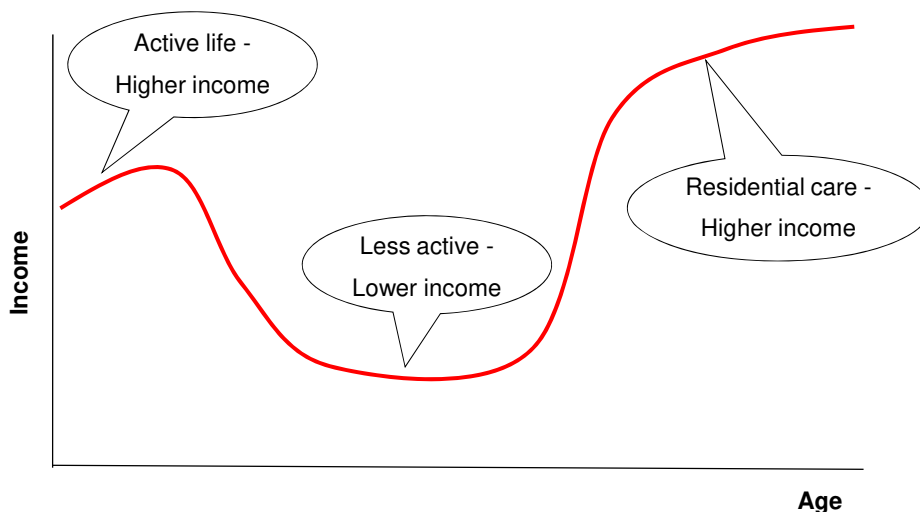 Active life -
Higher income
Residential care -
Higher income
Less active -
Lower income
Income
Age